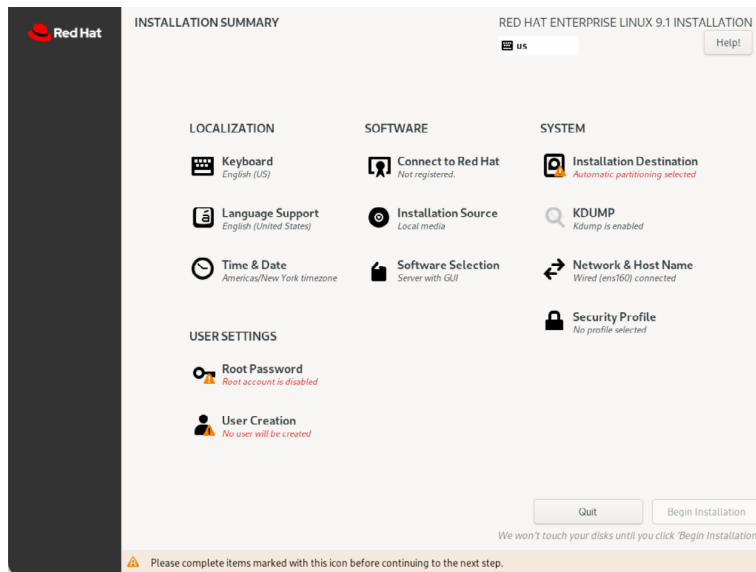 Red Hat
INSTALLATION SUMMARY
RED HAT ENTERPRISE LINUX 9.1 INSTALLATION
us
Help!
LOCALIZATION
Keyboard
English (US)
Language Support
English (United States)
Time & Date
Americas/New York timezone
SOFTWARE
Connect to Red Hat
Not registered.
Installation Source
Local media
Software Selection
Server with GUI
SYSTEM
Installation Destination
Automatic partitioning selected
KDUMP
Kdump is enabled
Network & Host Name
Wired (ens160) connected
Security Profile
No profile selected
USER SETTINGS
Root Password
Root account is disabled
User Creation
No user will be created
Quit
Begin Installation
We won't touch your disks until you click 'Begin Installation
Please complete items marked with this icon before continuing to the next step.